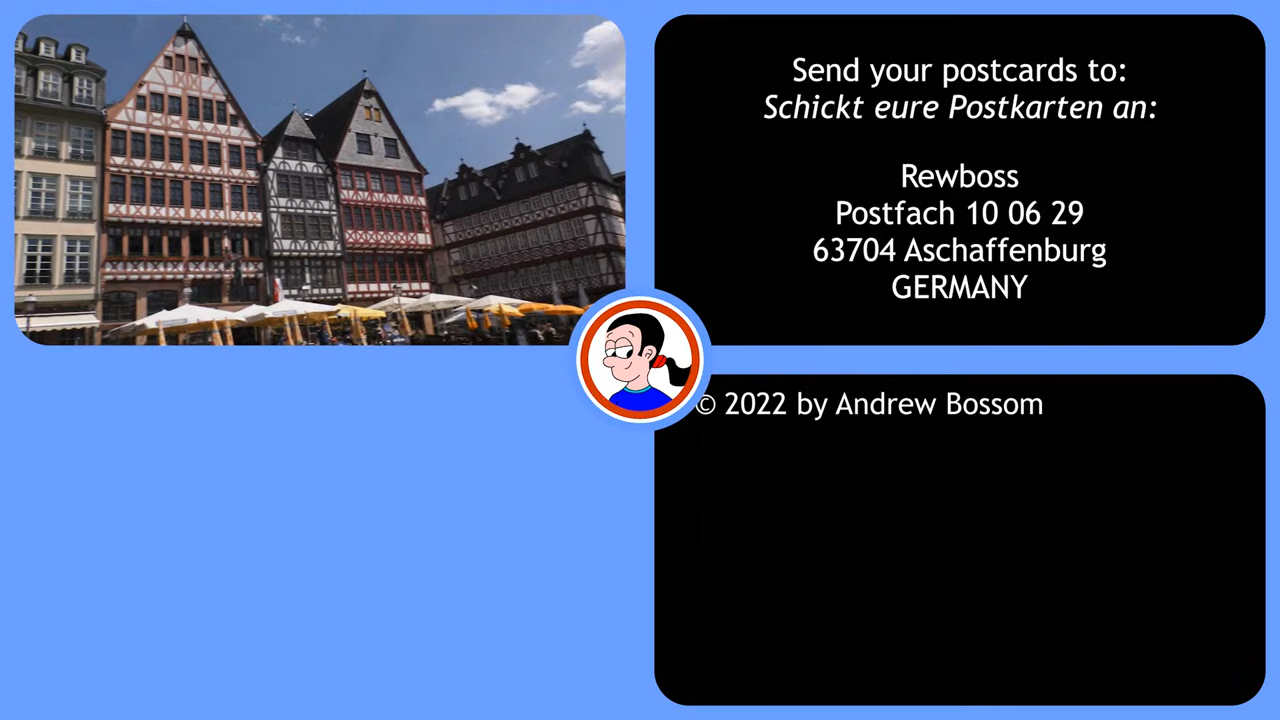 Send your postcards to:
Schickt eure Postkarten an:
Rewboss
Postfach 10 06 29
63704 Aschaffenburg
GERMANY
© 2022 by Andrew Bossom